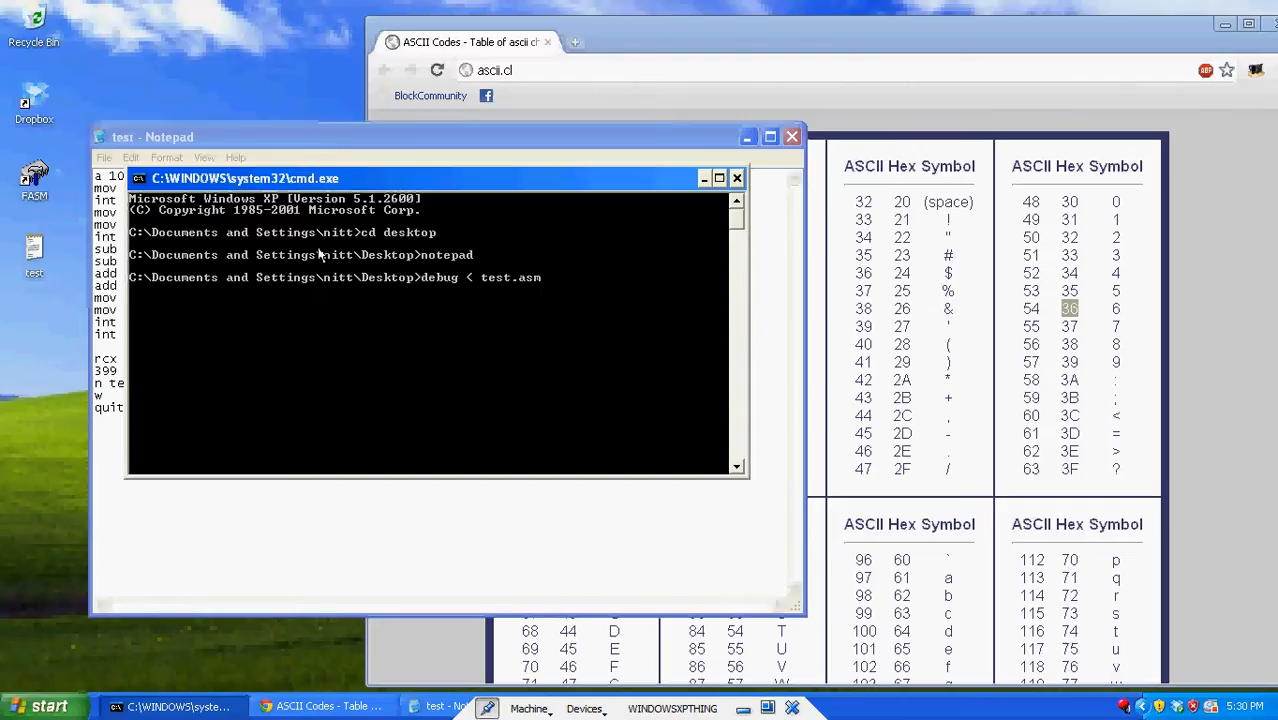 Recycle Bin
Dropbox
FASM
test
ASCII Codes - Table of ascii ch
ascii.cl
ABP
BlockCommunity
test - Notepad
File Edit Format View Help
a 10
mov
int
mov
mov
int
sub
sub
add
add
mov
mov
int
int
rcx
399
n te
w
quit
C:\WINDOWS\system32\cmd.exe
Microsoft Windows XP [Version 5.1.2600]
(C) Copyright 1985-2001 Microsoft Corp.
C:\Documents and Settings\nitt>cd desktop
C:\Documents and Settings\nitt\Desktop>notepad
C:\Documents and Settings\nitt\Desktop>debug < test.asm
ASCII Hex Symbol
32 20 (space)
33 21 !
34 22 "
35 23 #
36 24 $
37 25 %
38 26 &
39 27 '
40 28 (
41 29 )
42 2A *
43 2B +
44 2C ,
45 2D -
46 2E .
47 2F /
ASCII Hex Symbol
48 30 0
49 31 1
50 32 2
51 33 3
52 34 4
53 35 5
54 36 6
55 37 7
56 38 8
57 39 9
58 3A :
59 3B ;
60 3C <
61 3D =
62 3E >
63 3F ?
68 44 D
69 45 E
70 46 F
84 54 T
85 55 U
86 56 V
ASCII Hex Symbol
96 60 `
97 61 a
98 62 b
99 63 c
100 64 d
101 65 e
102 66 f
ASCII Hex Symbol
112 70 p
113 71 q
114 72 r
115 73 s
116 74 t
117 75 u
118 76 v
start
C:\WINDOWS\syste...
ASCII Codes - Table ...
test - No
Machine
Devices
WINDOWSXPTHING
5:30 PM